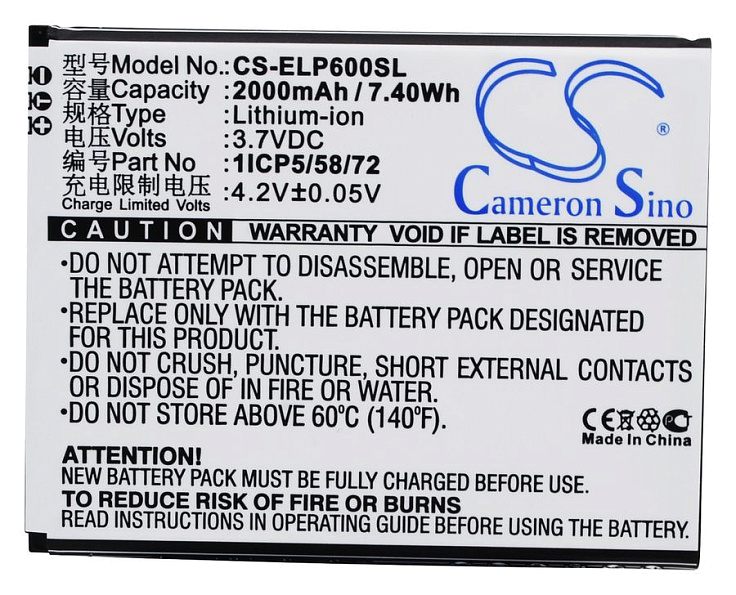 型号Model No.:CS-ELP600SL
容量Capacity :2000mAh / 7.40Wh
规格Type :Lithium-ion
电压Volts :3.7VDC
编号Part No. :1ICP5/58/72
充电限制电压 :4.2V±0.05V
Charge Limited Volts
CS
®
Cameron Sino
CAUTION WARRANTY VOID IF LABEL IS REMOVED
·DO NOT ATTEMPT TO DISASSEMBLE, OPEN OR SERVICE
THE BATTERY PACK.
·REPLACE ONLY WITH THE BATTERY PACK DESIGNATED
FOR THIS PRODUCT.
·DO NOT CRUSH, PUNCTURE, SHORT EXTERNAL CONTACTS
OR DISPOSE OF IN FIRE OR WATER.
·DO NOT STORE ABOVE 60ºC (140ºF).
CE
Made In China
ATTENTION!
NEW BATTERY PACK MUST BE FULLY CHARGED BEFORE USE.
TO REDUCE RISK OF FIRE OR BURNS
READ INSTRUCTIONS IN OPERATING GUIDE BEFORE USING THE BATTERY.